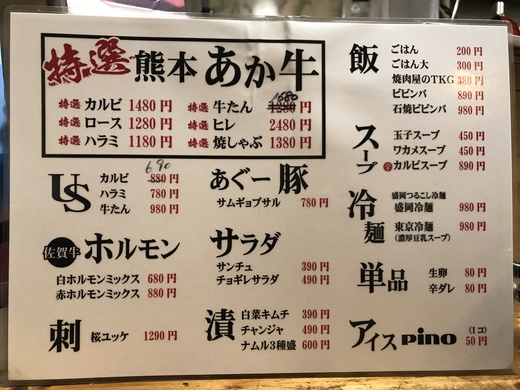 特選 熊本 あか牛
特選 カルビ 1480円
特選 ロース 1280円
特選 ハラミ 1180円
特選 牛たん 1280円 1680
特選 ヒレ 2480円
特選 焼しゃぶ 1380円
US
カルビ 880円 690
ハラミ 780円
牛たん 980円
あぐー豚
サムギョプサル 780円
佐賀牛 ホルモン
白ホルモンミックス 680円
赤ホルモンミックス 880円
サラダ
サンチュ 390円
チョギレサラダ 490円
刺
桜ユッケ 1290円
漬
白菜キムチ 390円
チャンジャ 490円
ナムル3種盛 600円
飯
ごはん 200円
ごはん大 300円
焼肉屋のTKG 380円
ビビンバ 890円
石焼ビビンバ 980円
スープ
玉子スープ 450円
ワカメスープ 450円
カルビスープ 890円
冷麺
盛岡つるこし冷麺
盛岡冷麺 980円
東京冷麺 980円
(濃厚豆乳スープ)
単品
生卵 80円
辛ダレ 80円
アイス pino (1コ) 50円